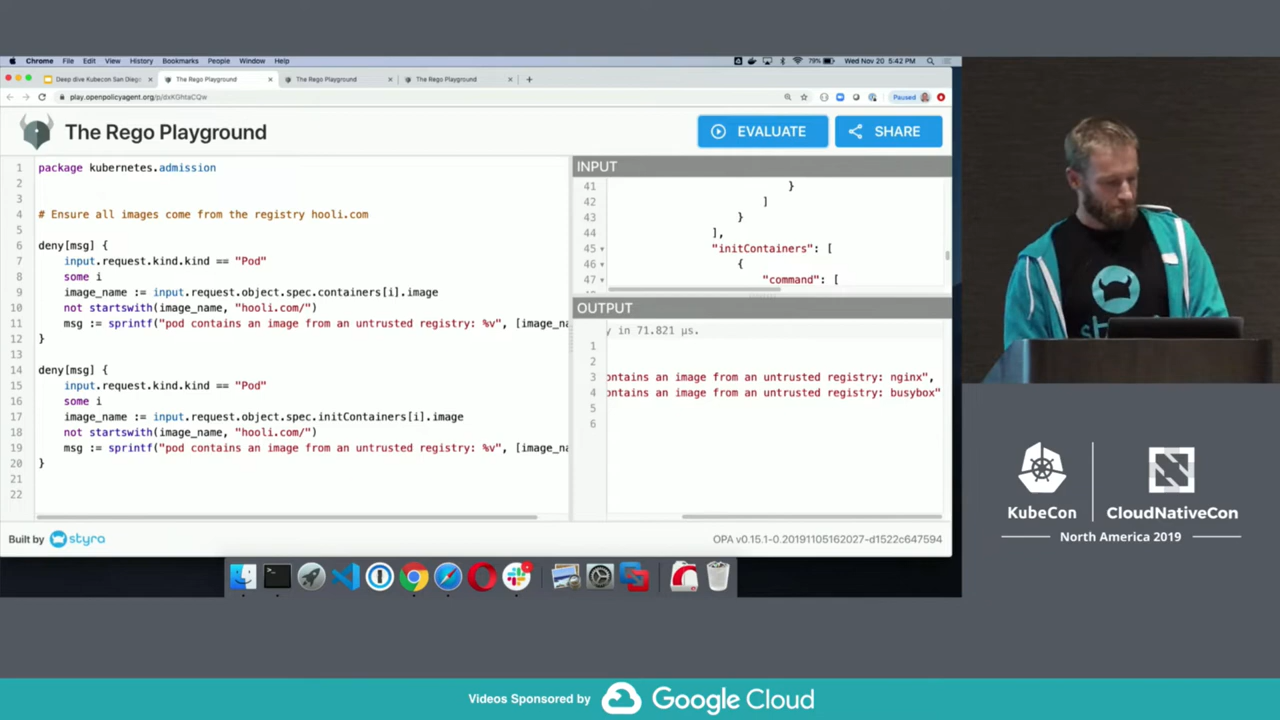 Chrome File Edit View History Bookmarks People Window Help
79% Wed Nov 20 5:42 PM
Deep dive Kubecon San Diego
The Rego Playground
The Rego Playground
The Rego Playground
play.openpolicyagent.org/p/dxKGhtaCQw
Paused
The Rego Playground
EVALUATE
SHARE
1 package kubernetes.admission
2
3
4 # Ensure all images come from the registry hooli.com
5
6 deny[msg] {
7 input.request.kind.kind == "Pod"
8 some i
9 image_name := input.request.object.spec.containers[i].image
10 not startswith(image_name, "hooli.com/")
11 msg := sprintf("pod contains an image from an untrusted registry: %v", [image_na
12 }
13
14 deny[msg] {
15 input.request.kind.kind == "Pod"
16 some i
17 image_name := input.request.object.spec.initContainers[i].image
18 not startswith(image_name, "hooli.com/")
19 msg := sprintf("pod contains an image from an untrusted registry: %v", [image_na
20 }
21
22
INPUT
41 }
42 ]
43 }
44 ],
45 "initContainers": [
46 {
47 "command": [
OUTPUT
y in 71.821 µs.
1
2
3 ontains an image from an untrusted registry: nginx",
4 ontains an image from an untrusted registry: busybox"
5
6
Built by styra
OPA v0.15.1-0.20191105162027-d1522c647594
KubeCon
CloudNativeCon
North America 2019
Videos Sponsored by Google Cloud